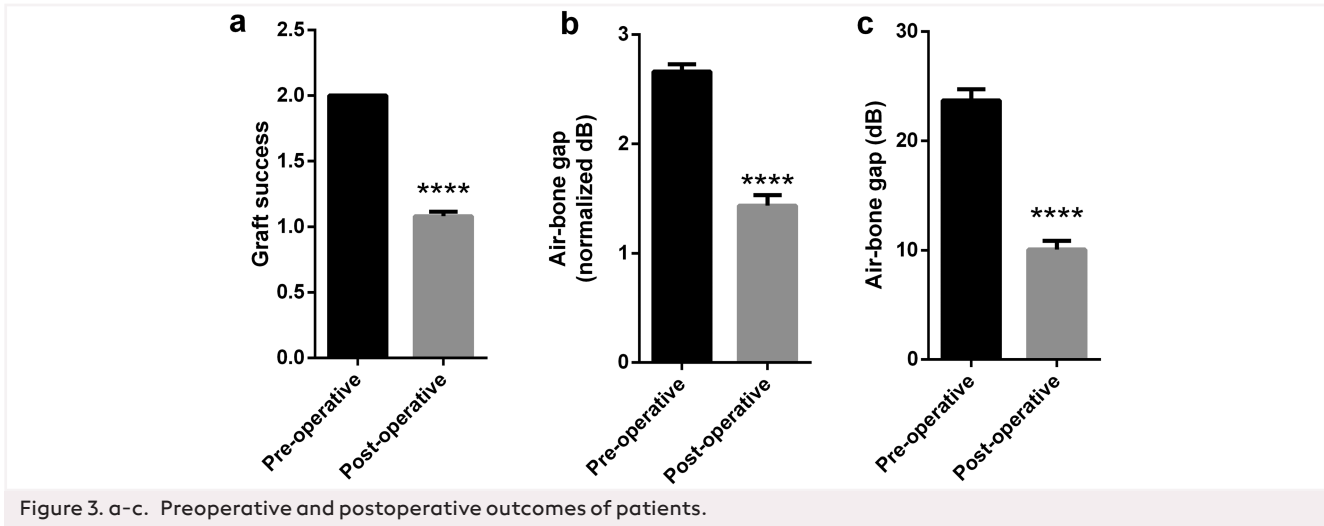 a
2.5
2.0
1.5
1.0
0.5
0.0
Graft success
****
Pre-operative
Post-operative
b
3
2
1
0
Air-bone gap
(normalized dB)
****
Pre-operative
Post-operative
c
30
20
10
0
Air-bone gap (dB)
****
Pre-operative
Post-operative
Figure 3. a-c. Preoperative and postoperative outcomes of patients.